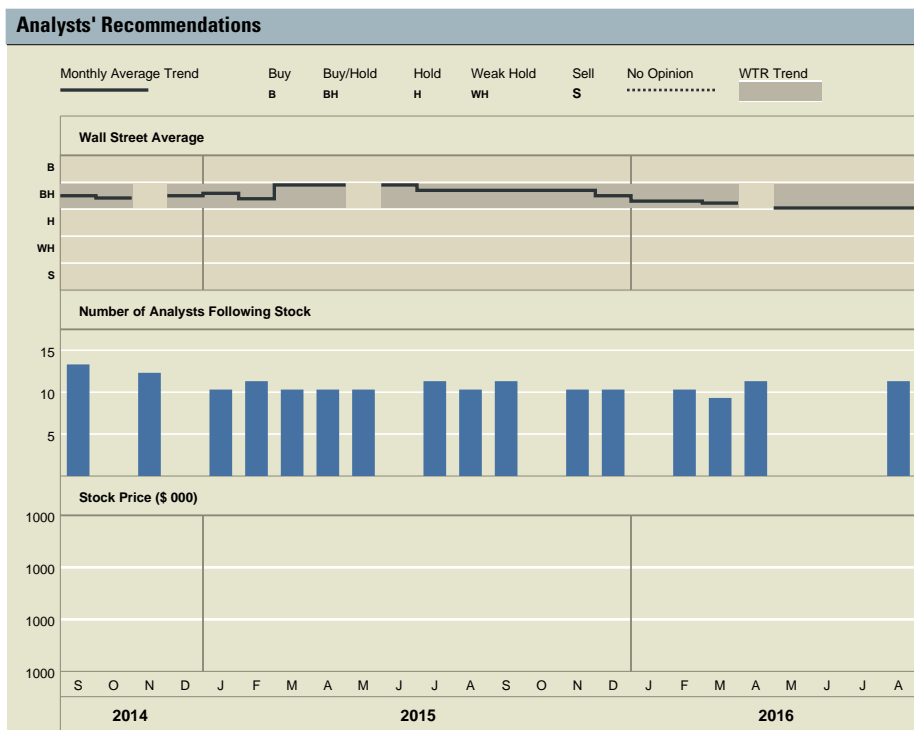 Analysts' Recommendations
Monthly Average Trend Buy Buy/Hold Hold Weak Hold Sell No Opinion WTR Trend
B BH H WH S
Wall Street Average
B
BH
H
WH
S
Number of Analysts Following Stock
15
10
5
Stock Price ($ 000)
1000
1000
1000
1000
S O N D J F M A M J J A S O N D J F M A M J J A
2014 2015 2016